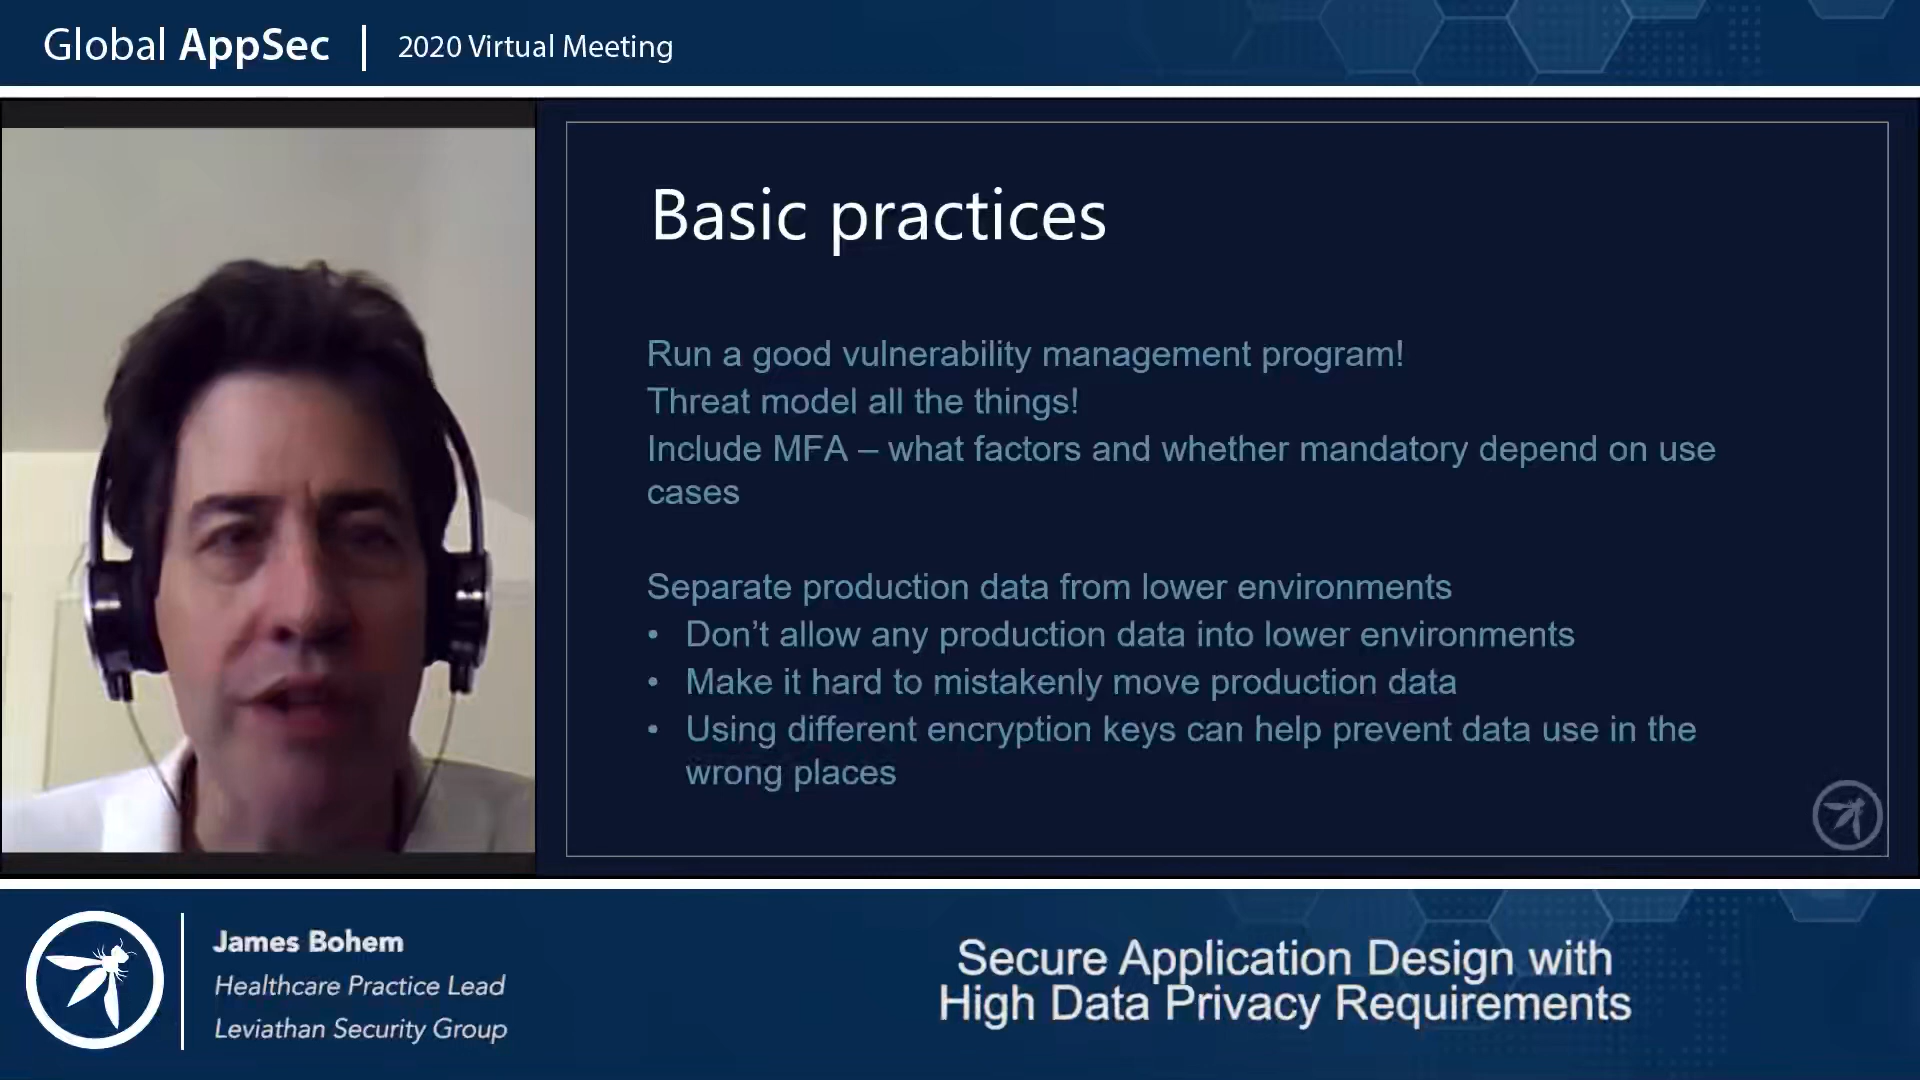 Global AppSec | 2020 Virtual Meeting
Basic practices
Run a good vulnerability management program!
Threat model all the things!
Include MFA – what factors and whether mandatory depend on use
cases
Separate production data from lower environments
• Don’t allow any production data into lower environments
• Make it hard to mistakenly move production data
• Using different encryption keys can help prevent data use in the
wrong places
James Bohem
Healthcare Practice Lead
Leviathan Security Group
Secure Application Design with
High Data Privacy Requirements